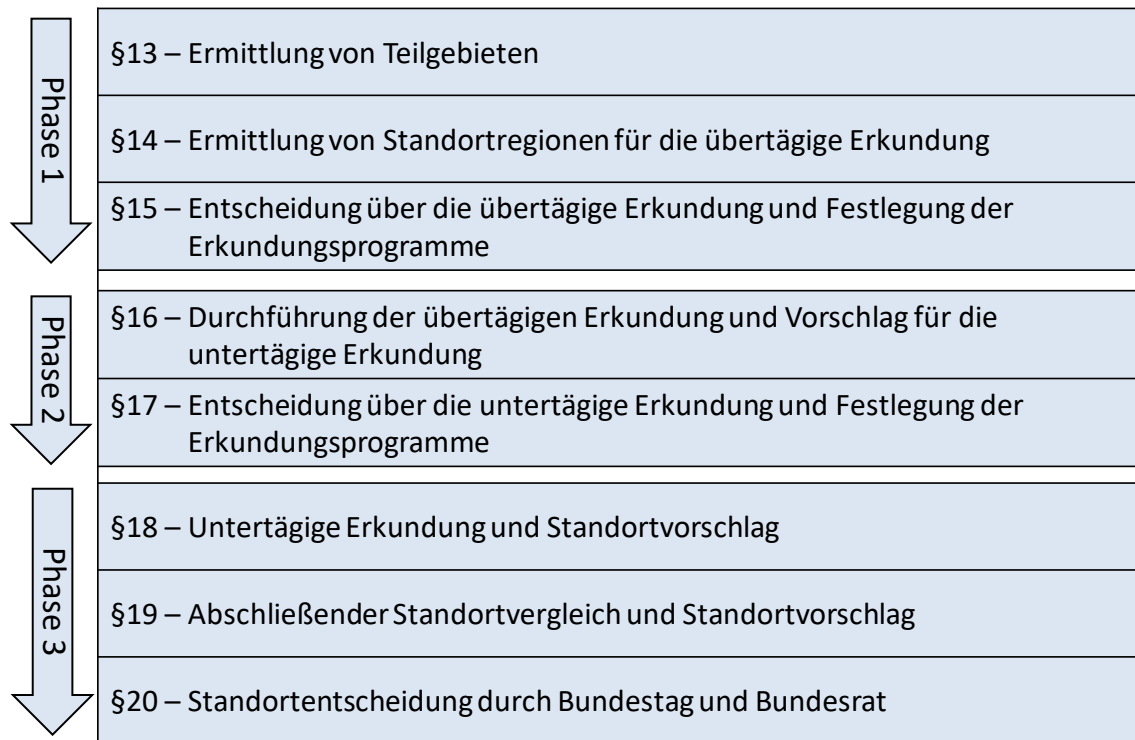 Phase 1
§13 – Ermittlung von Teilgebieten
§14 – Ermittlung von Standortregionen für die übertägige Erkundung
§15 – Entscheidung über die übertägige Erkundung und Festlegung der
Erkundungsprogramme
Phase 2
§16 – Durchführung der übertägigen Erkundung und Vorschlag für die
untertägige Erkundung
§17 – Entscheidung über die untertägige Erkundung und Festlegung der
Erkundungsprogramme
Phase 3
§18 – Untertägige Erkundung und Standortvorschlag
§19 – Abschließender Standortvergleich und Standortvorschlag
§20 – Standortentscheidung durch Bundestag und Bundesrat